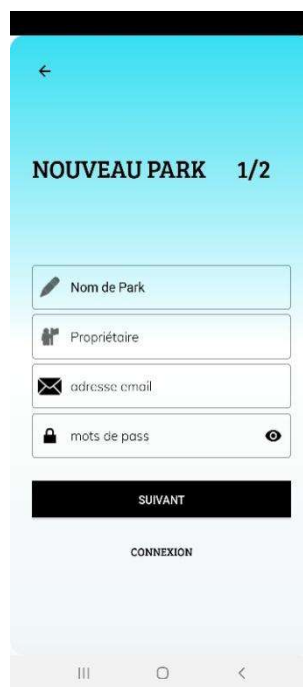 NOUVEAU PARK 1/2
Nom de Park
Propriétaire
adresse email
mots de pass
SUIVANT
CONNEXION